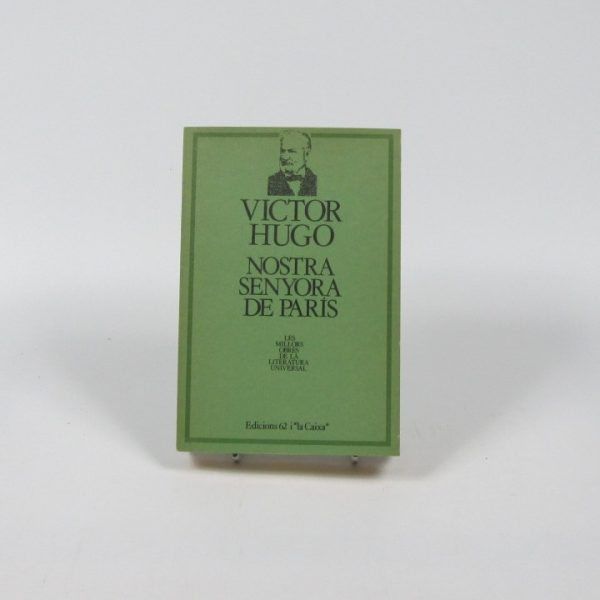 VICTOR
HUGO
NOSTRA
SENYORA
DE PARÍS
LES
MILLORS
OBRES
DE LA
LITERATURA
UNIVERSAL
Edicions 62 i "la Caixa"